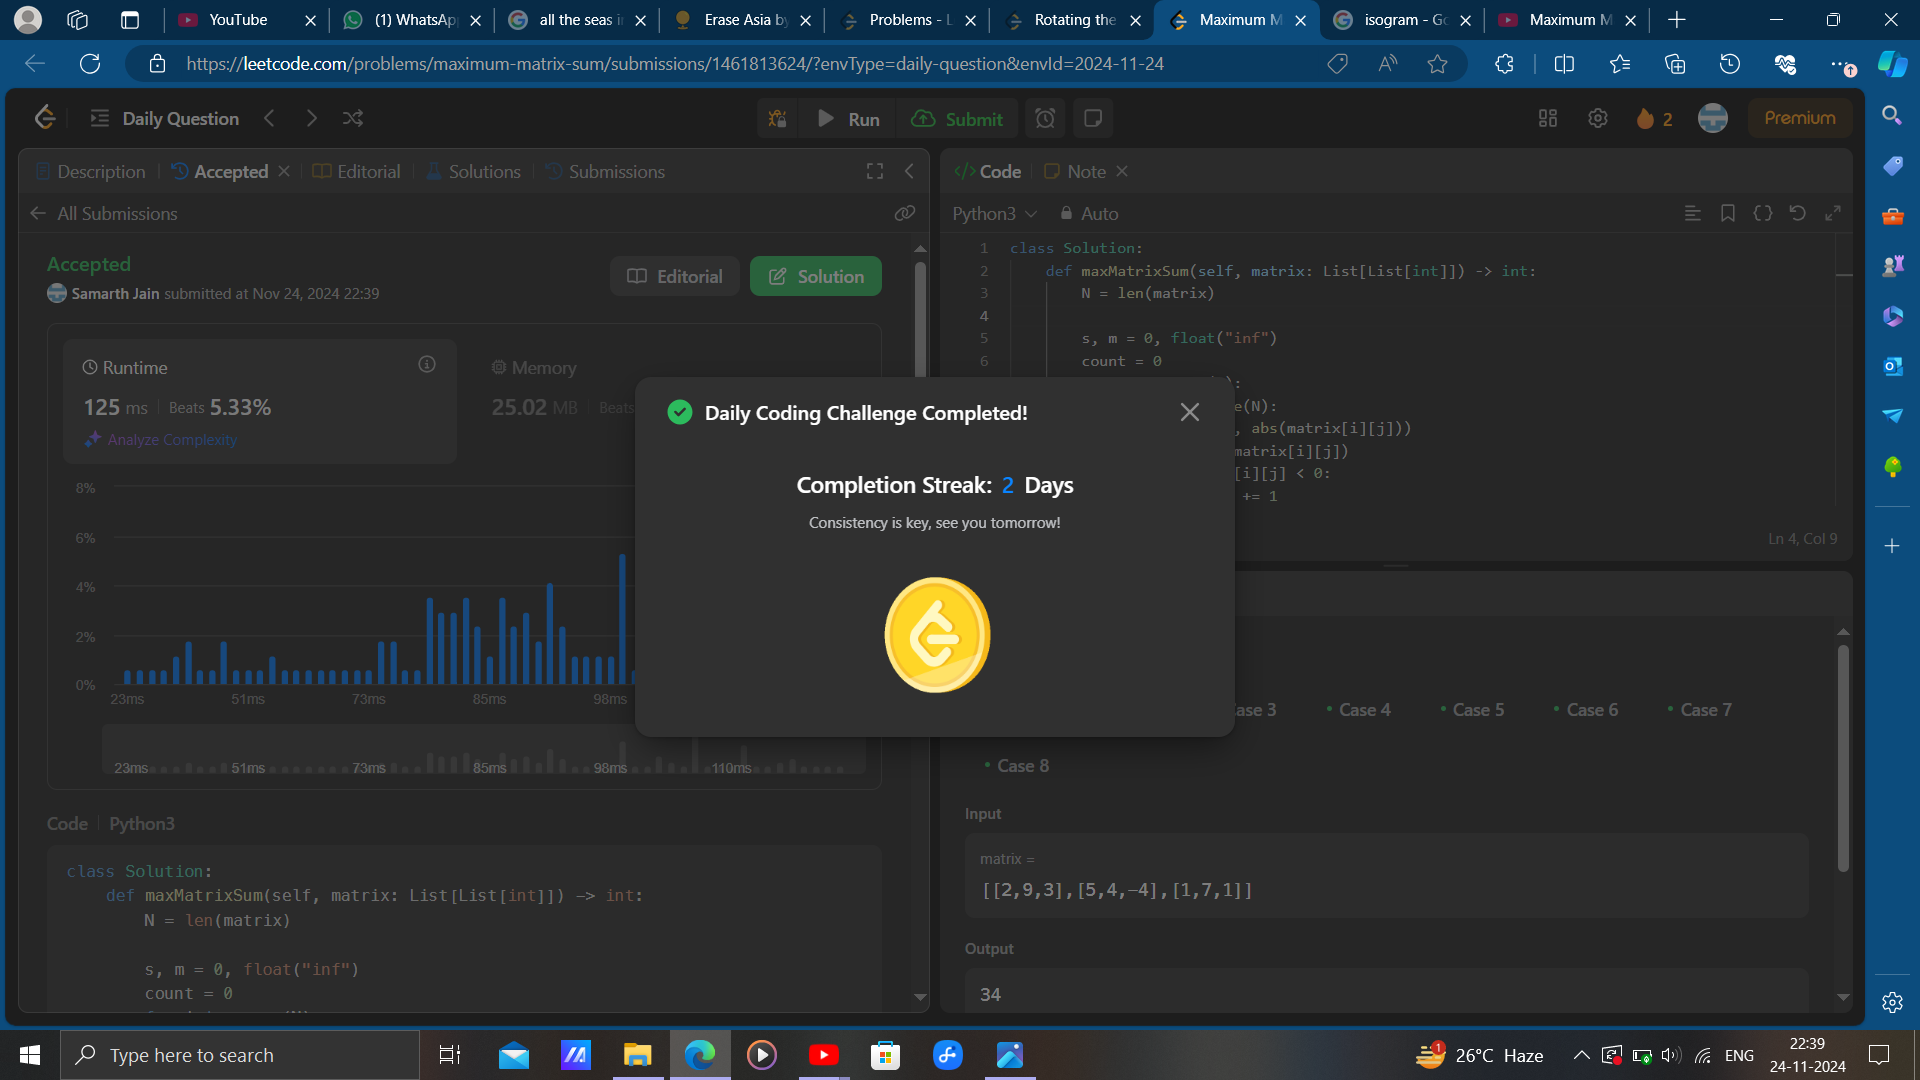 YouTube
(1) WhatsAp
all the seas i
Erase Asia b
Problems - L
Rotating the
Maximum M
isogram - Go
Maximum M
https://leetcode.com/problems/maximum-matrix-sum/submissions/1461813624/?envType=daily-question&envId=2024-11-24
Daily Question
Run
Submit
2
Premium
Description
Accepted
Editorial
Solutions
Submissions
All Submissions
Accepted
Samarth Jain submitted at Nov 24, 2024 22:39
Editorial
Solution
Runtime
125 ms
Beats 5.33%
Analyze Complexity
Memory
25.02 MB
Beats
8%
6%
4%
2%
0%
23ms
51ms
73ms
85ms
98ms
23ms
51ms
73ms
85ms
98ms
110ms
Code
Python3
class Solution:
def maxMatrixSum(self, matrix: List[List[int]]) -> int:
N = len(matrix)
s, m = 0, float("inf")
count = 0
Code
Note
Python3
Auto
1 class Solution:
2 def maxMatrixSum(self, matrix: List[List[int]]) -> int:
3 N = len(matrix)
4
5 s, m = 0, float("inf")
6 count = 0
):
e(N):
, abs(matrix[i][j]))
matrix[i][j])
[i][j] < 0:
+= 1
Ln 4, Col 9
Daily Coding Challenge Completed!
Completion Streak: 2 Days
Consistency is key, see you tomorrow!
ase 3
Case 4
Case 5
Case 6
Case 7
Case 8
Input
matrix =
[[2,9,3],[5,4,-4],[1,7,1]]
Output
34
Type here to search
1
26°C Haze
ENG
22:39
24-11-2024